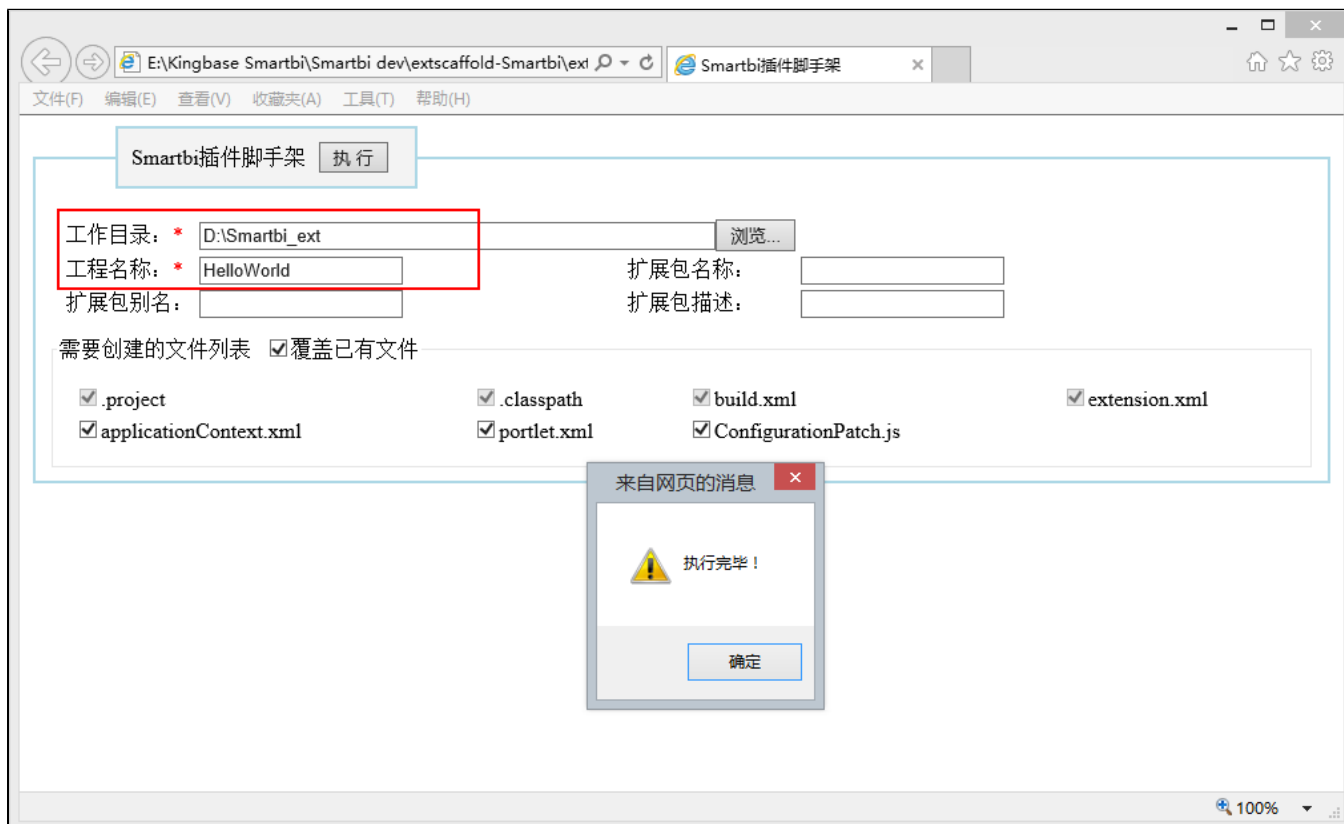 E:\Kingbase Smartbi\Smartbi dev\extscaffold-Smartbi\ext
Smartbi插件脚手架
文件(F) 编辑(E) 查看(V) 收藏夹(A) 工具(T) 帮助(H)
Smartbi插件脚手架 执 行
工作目录：* D:\Smartbi_ext 浏览...
工程名称：* HelloWorld 扩展包名称：
扩展包别名： 扩展包描述：
需要创建的文件列表 覆盖已有文件
.project .classpath build.xml extension.xml
applicationContext.xml portlet.xml ConfigurationPatch.js
来自网页的消息
执行完毕！
确定
100%